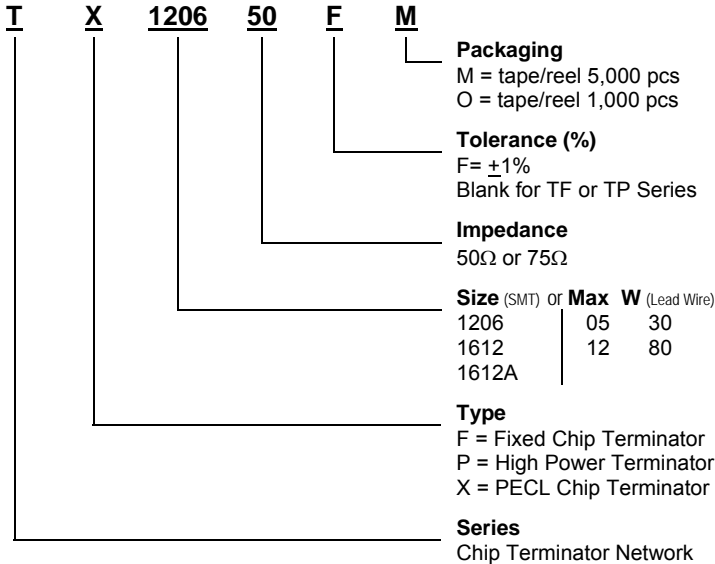 T X 1206 50 F M
Packaging
M = tape/reel 5,000 pcs
O = tape/reel 1,000 pcs
Tolerance (%)
F= ±1%
Blank for TF or TP Series
Impedance
50Ω or 75Ω
Size (SMT) or Max W (Lead Wire)
1206 05 30
1612 12 80
1612A
Type
F = Fixed Chip Terminator
P = High Power Terminator
X = PECL Chip Terminator
Series
Chip Terminator Network